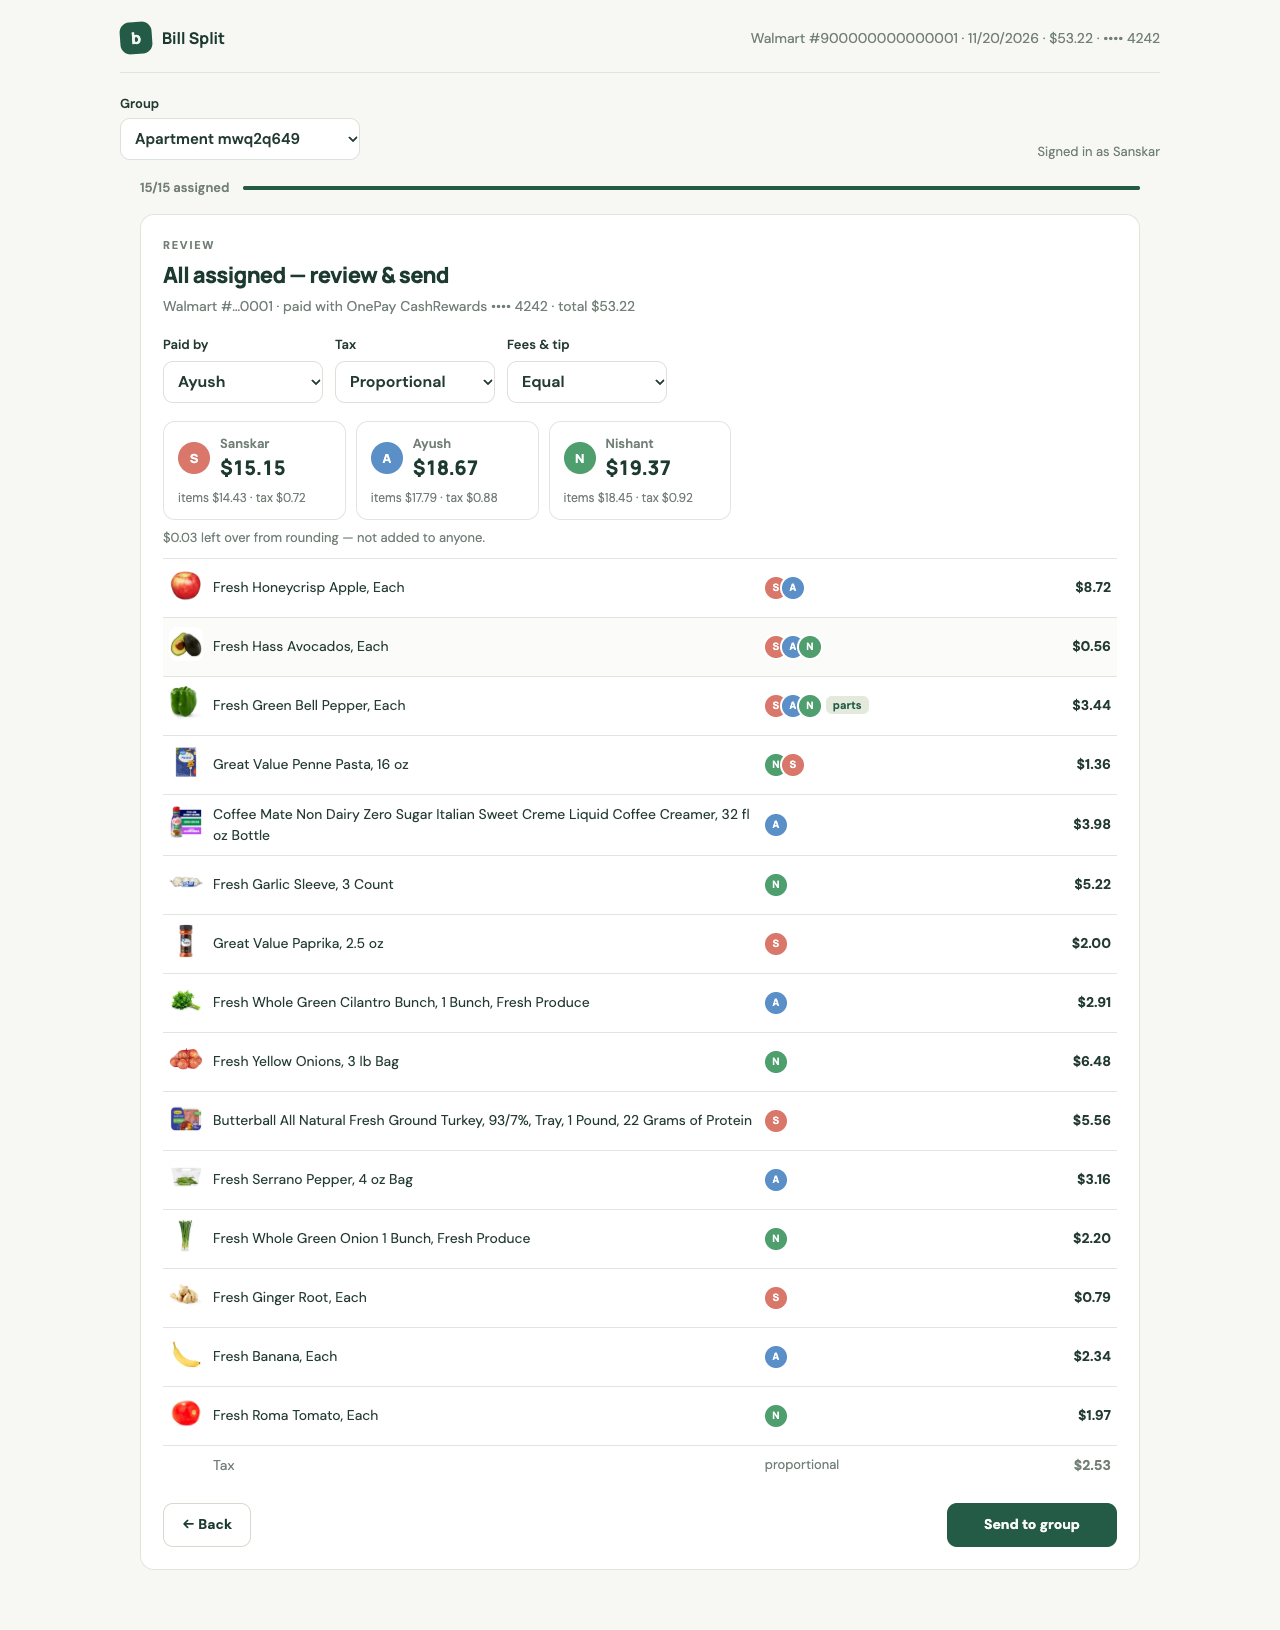 b Bill Split
Walmart #900000000000001 · 11/20/2026 · $53.22 · •••• 4242
Group
Apartment mwq2q649
Signed in as Sanskar
15/15 assigned
REVIEW
All assigned — review & send
Walmart #…0001 · paid with OnePay CashRewards •••• 4242 · total $53.22
Paid by Tax Fees & tip
Ayush Proportional Equal
S Sanskar $15.15
items $14.43 · tax $0.72
A Ayush $18.67
items $17.79 · tax $0.88
N Nishant $19.37
items $18.45 · tax $0.92
$0.03 left over from rounding — not added to anyone.
Fresh Honeycrisp Apple, Each S A $8.72
Fresh Hass Avocados, Each S A N $0.56
Fresh Green Bell Pepper, Each S A N parts $3.44
Great Value Penne Pasta, 16 oz N S $1.36
Coffee Mate Non Dairy Zero Sugar Italian Sweet Creme Liquid Coffee Creamer, 32 fl
oz Bottle A $3.98
Fresh Garlic Sleeve, 3 Count N $5.22
Great Value Paprika, 2.5 oz S $2.00
Fresh Whole Green Cilantro Bunch, 1 Bunch, Fresh Produce A $2.91
Fresh Yellow Onions, 3 lb Bag N $6.48
Butterball All Natural Fresh Ground Turkey, 93/7%, Tray, 1 Pound, 22 Grams of Protein S $5.56
Fresh Serrano Pepper, 4 oz Bag A $3.16
Fresh Whole Green Onion 1 Bunch, Fresh Produce N $2.20
Fresh Ginger Root, Each S $0.79
Fresh Banana, Each A $2.34
Fresh Roma Tomato, Each N $1.97
Tax proportional $2.53
← Back
Send to group